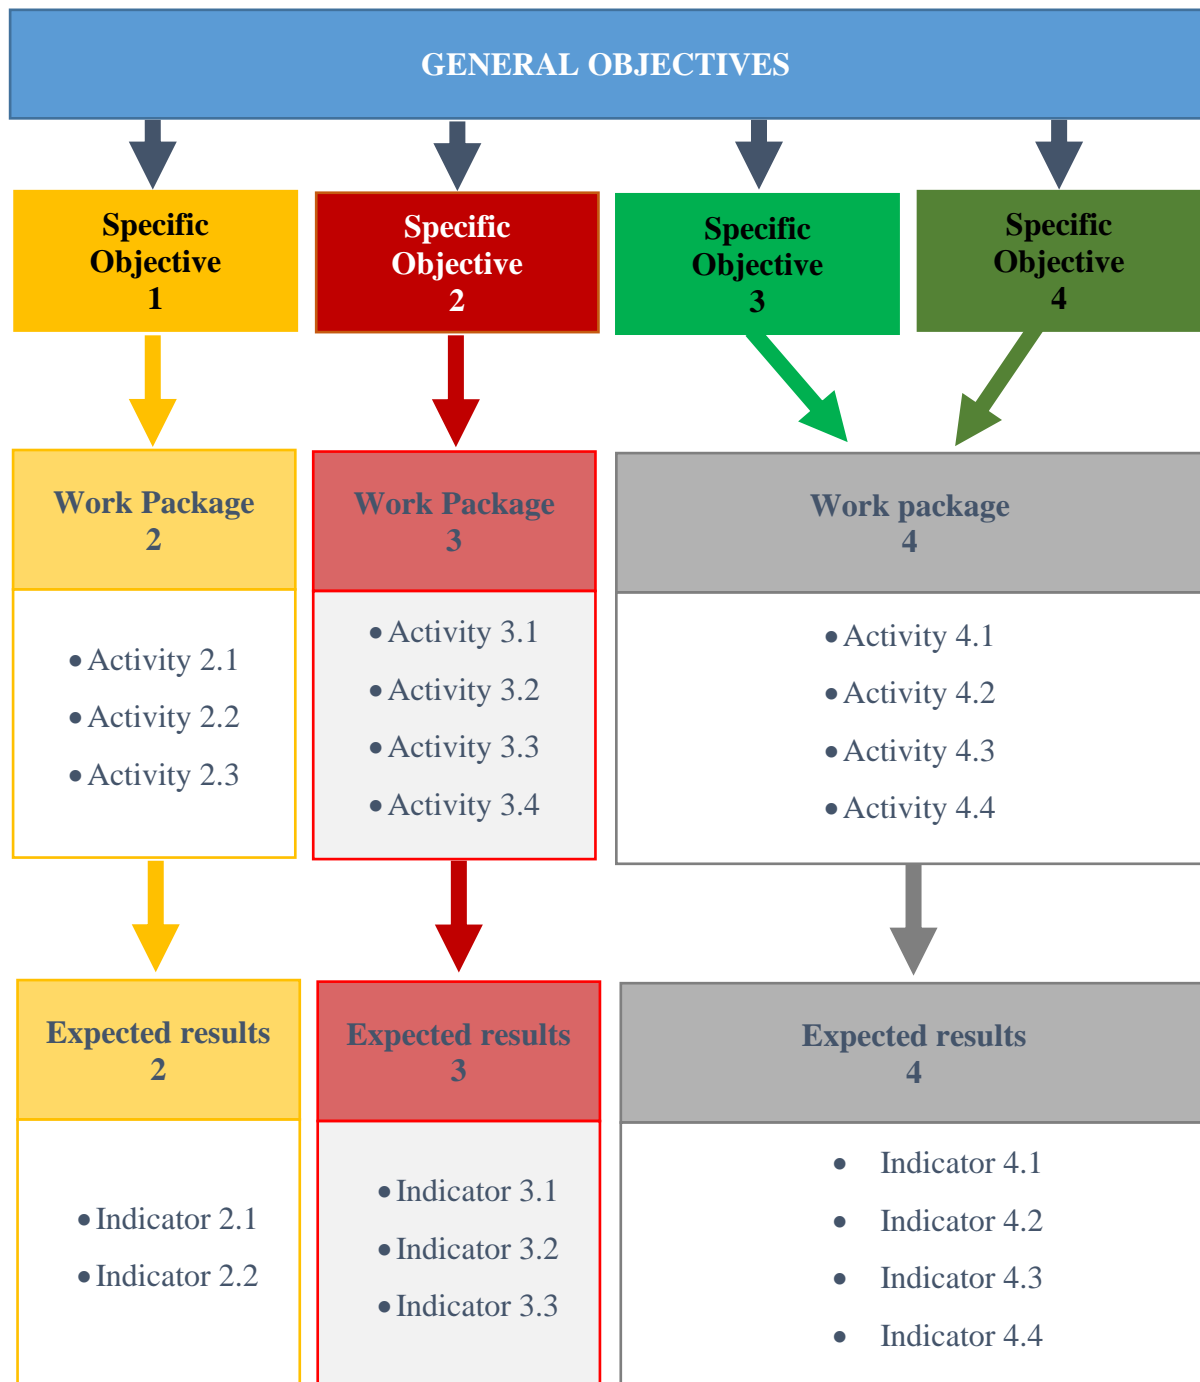 GENERAL OBJECTIVES
Specific
Objective
1
Specific
Objective
2
Specific
Objective
3
Specific
Objective
4
Work Package
2
Work Package
3
Work package
4
• Activity 2.1
• Activity 2.2
• Activity 2.3
• Activity 3.1
• Activity 3.2
• Activity 3.3
• Activity 3.4
• Activity 4.1
• Activity 4.2
• Activity 4.3
• Activity 4.4
Expected results
2
Expected results
3
Expected results
4
• Indicator 2.1
• Indicator 2.2
• Indicator 3.1
• Indicator 3.2
• Indicator 3.3
• Indicator 4.1
• Indicator 4.2
• Indicator 4.3
• Indicator 4.4